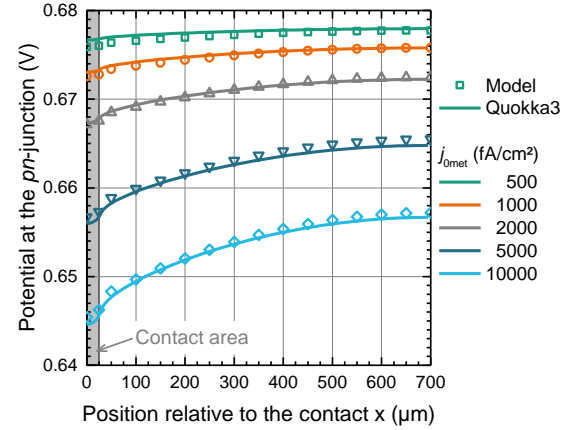 0.68
0.67
0.66
0.65
0.64
Potential at the pn-junction (V)
Contact area
0 100 200 300 400 500 600 700
Position relative to the contact x (µm)
Model
Quokka3
j0met (fA/cm²)
500
1000
2000
5000
10000